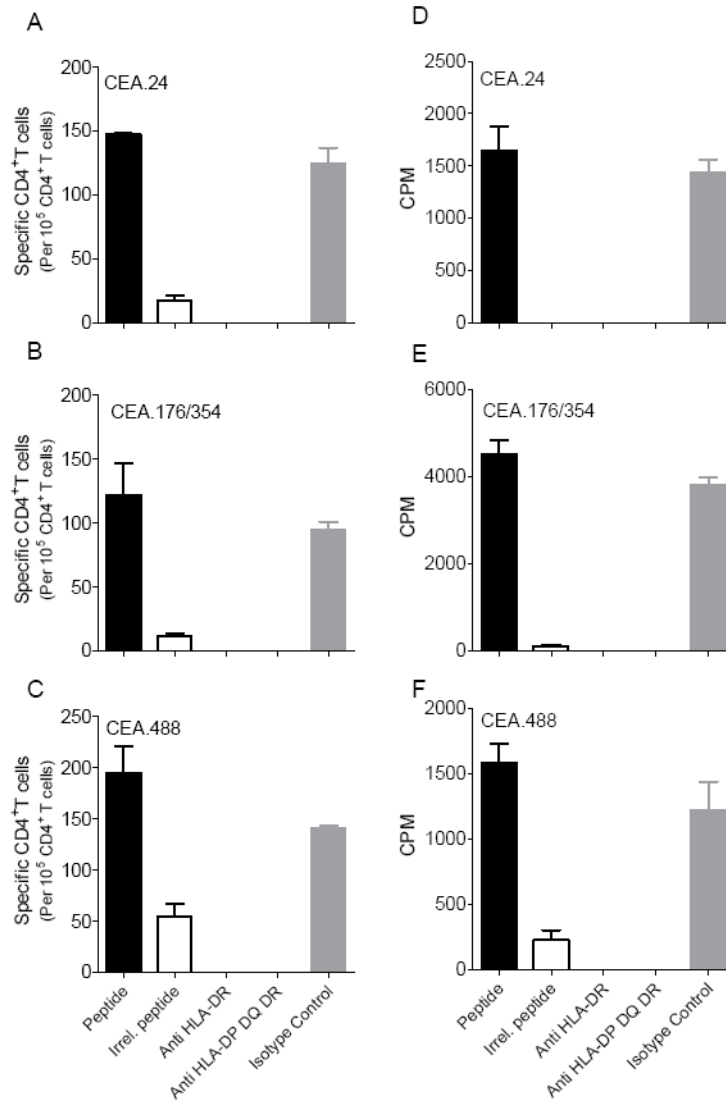 A
200
150
100
50
0
CEA.24
Specific CD4⁺T cells
(Per 10⁵ CD4⁺T cells)
B
200
150
100
50
0
CEA.176/354
Specific CD4⁺T cells
(Per 10⁵ CD4⁺T cells)
C
250
200
150
100
50
0
CEA.488
Specific CD4⁺T cells
(Per 10⁵ CD4⁺T cells)
Peptide
Irrel. peptide
Anti HLA-DR
Anti HLA-DP DQ DR
Isotype Control
D
2500
2000
1500
1000
500
0
CEA.24
CPM
E
6000
4000
2000
0
CEA.176/354
CPM
F
2000
1500
1000
500
0
CEA.488
CPM
Peptide
Irrel. peptide
Anti HLA-DR
Anti HLA-DP DQ DR
Isotype Control